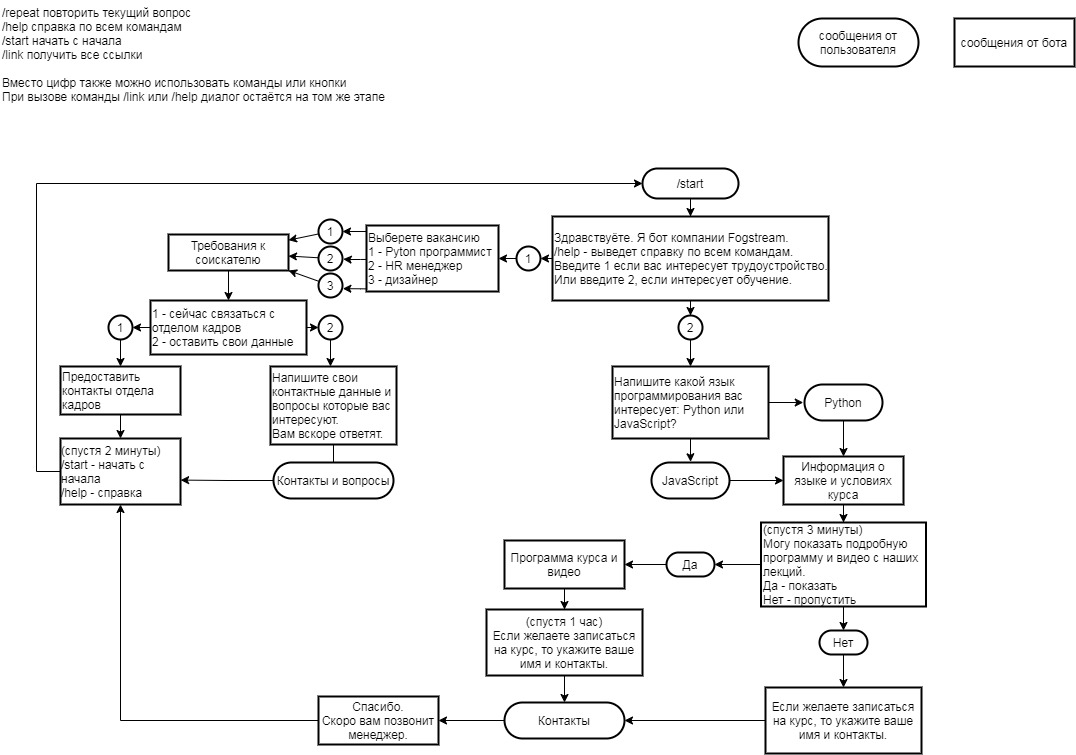 /repeat повторить текущий вопрос
/help справка по всем командам
/start начать с начала
/link получить все ссылки
Вместо цифр также можно использовать команды или кнопки
При вызове команды /link или /help диалог остаётся на том же этапе
сообщения от
пользователя
сообщения от бота
/start
Здравствуёте. Я бот компании Fogstream.
/help - выведет справку по всем командам.
Введите 1 если вас интересует трудоустройство.
Или введите 2, если интересует обучение.
1
Выберете вакансию
1 - Pyton программист
2 - HR менеджер
3 - дизайнер
1
2
3
Требования к
соискателю
1 - сейчас связаться с
отделом кадров
2 - оставить свои данные
1
2
2
Предоставить
контакты отдела
кадров
Напишите свои
контактные данные и
вопросы которые вас
интересуют.
Вам вскоре ответят.
Напишите какой язык
программирования вас
интересует: Python или
JavaScript?
Python
(спустя 2 минуты)
/start - начать с
начала
/help - справка
Контакты и вопросы
JavaScript
Информация о
языке и условиях
курса
(спустя 3 минуты)
Могу показать подробную
программу и видео с наших
лекций.
Да - показать
Нет - пропустить
Да
Программа курса и
видео
(спустя 1 час)
Если желаете записаться
на курс, то укажите ваше
имя и контакты.
Нет
Если желаете записаться
на курс, то укажите ваше
имя и контакты.
Контакты
Спасибо.
Скоро вам позвонит
менеджер.